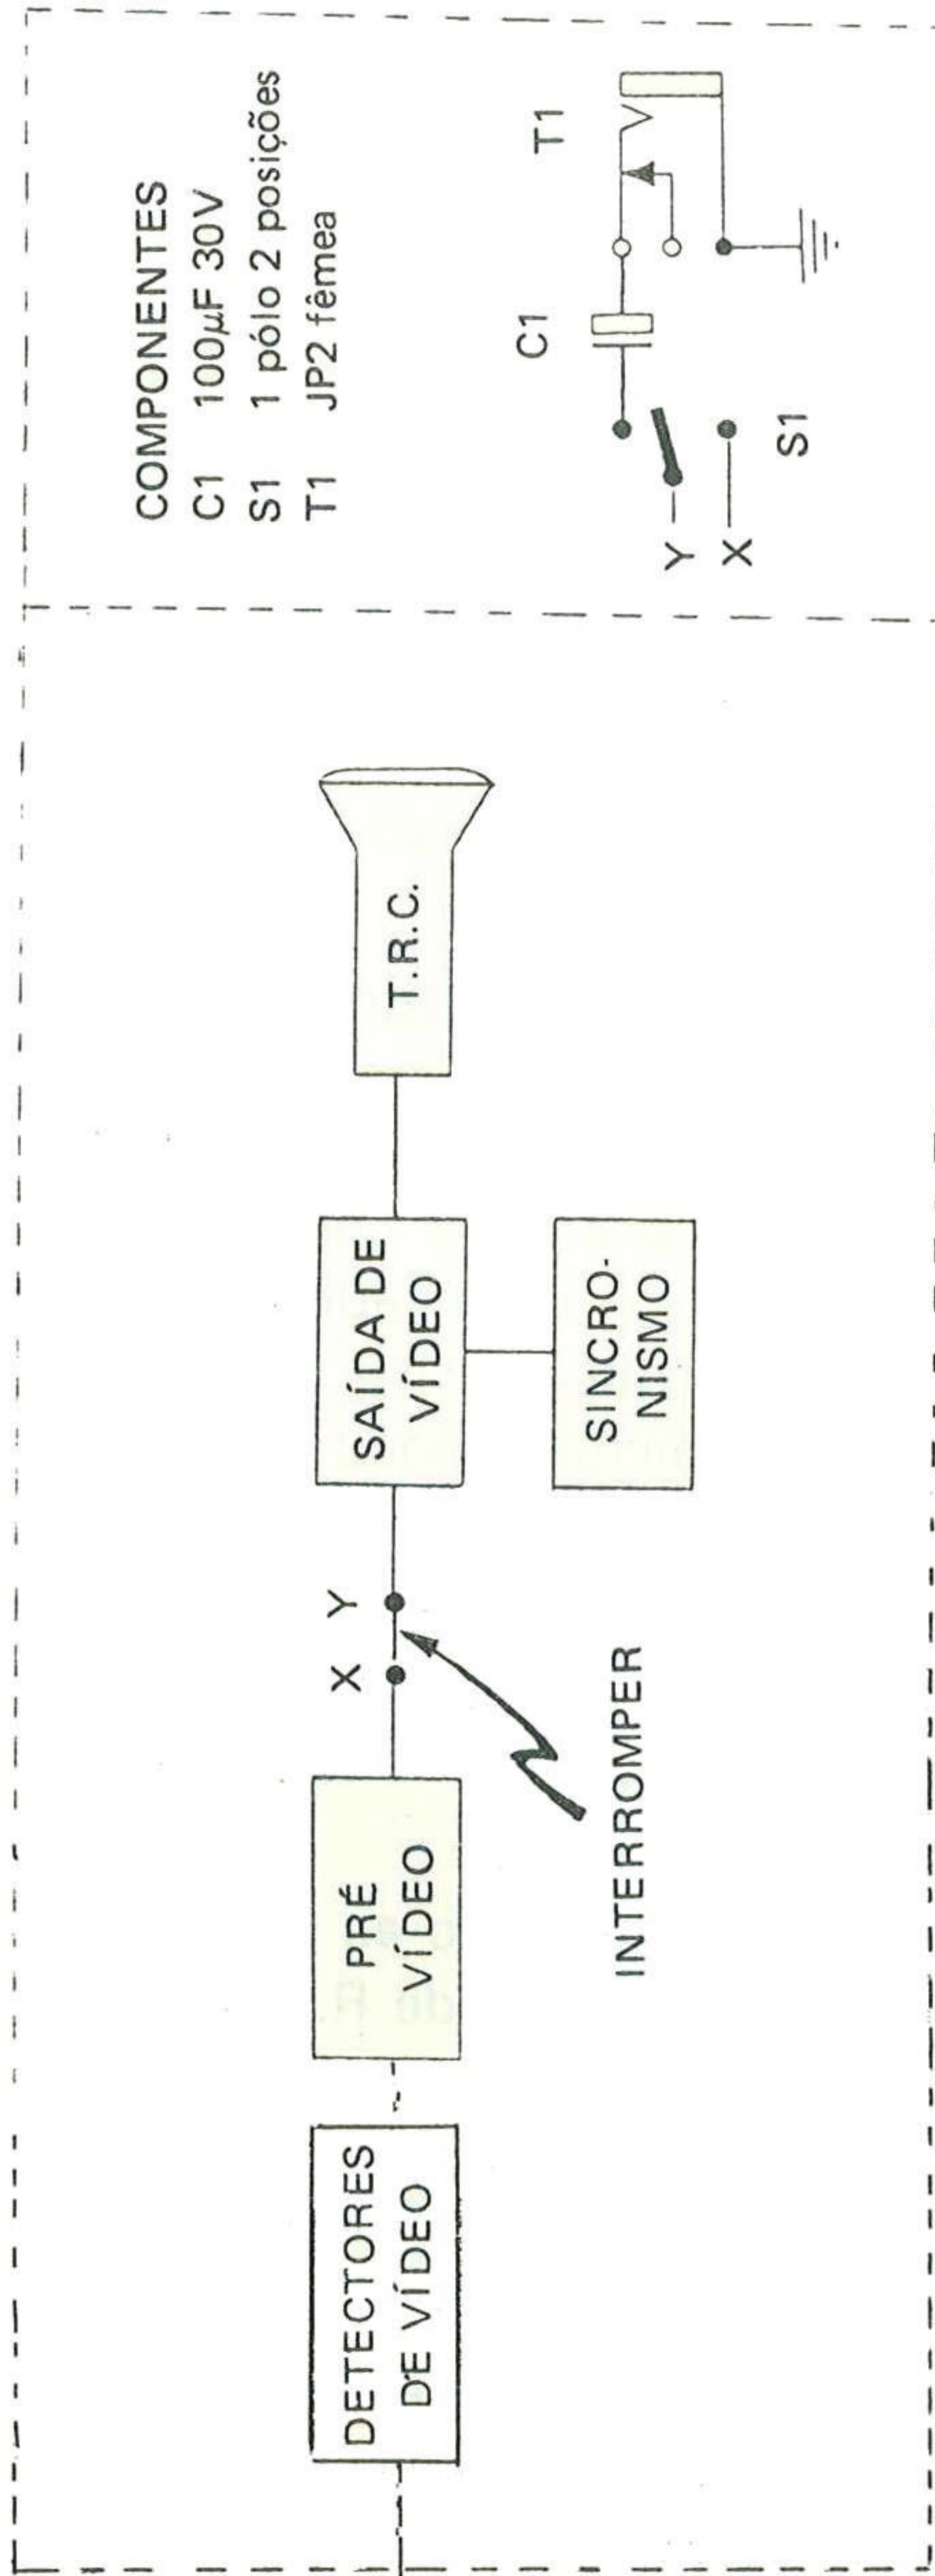 DETECTORES
DE VÍDEO
PRÉ
VÍDEO
X Y
INTERROMPER
SAÍDA DE
VÍDEO
SINCRO-
NISMO
T.R.C.
COMPONENTES
C1 100µF 30V
S1 1 pólo 2 posições
T1 JP2 fêmea
C1 T1
Y
X
S1